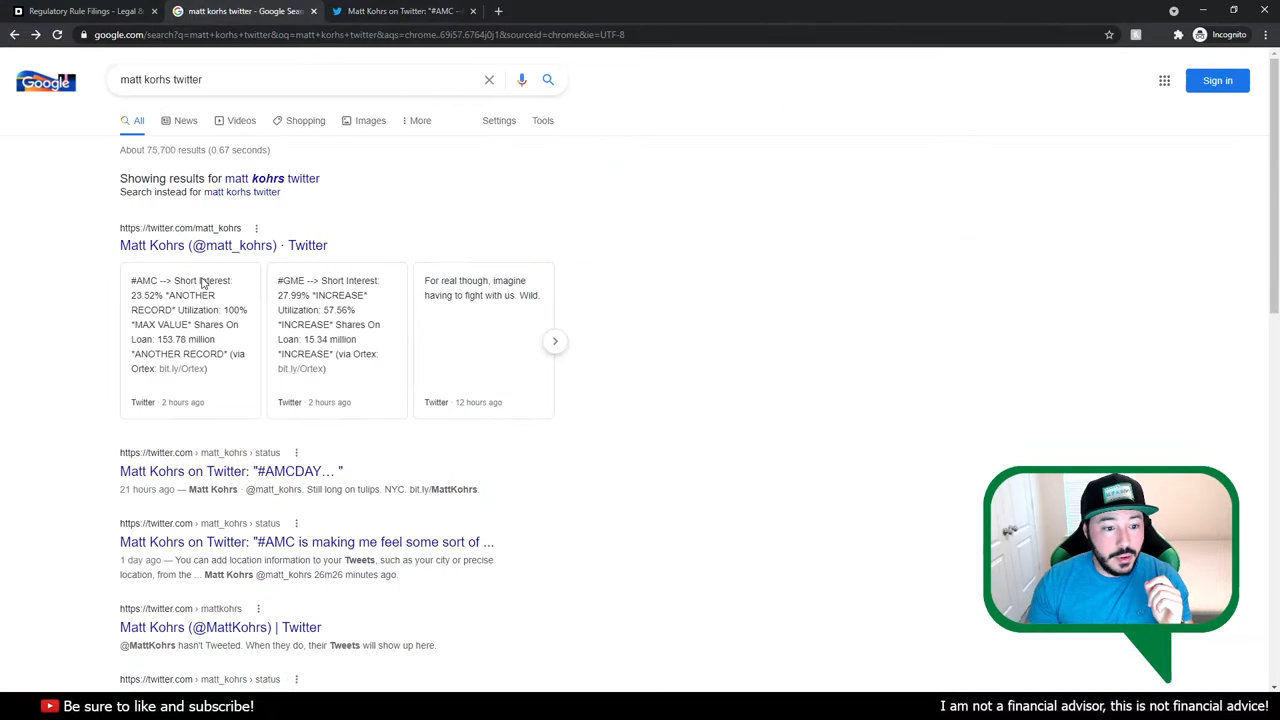 Regulatory Rule Filings - Legal &
matt korhs twitter - Google Sear
Matt Kohrs on Twitter: "#AMC --
google.com/search?q=matt+korhs+twitter&oq=matt+korhs+twitter&aqs=chrome..69i57.6764j0j1&sourceid=chrome&ie=UTF-8
Incognito
Google
matt korhs twitter
Sign in
All
News
Videos
Shopping
Images
More
Settings
Tools
About 75,700 results (0.67 seconds)
Showing results for matt kohrs twitter
Search instead for matt korhs twitter
https://twitter.com/matt_kohrs
Matt Kohrs (@matt_kohrs) · Twitter
#AMC --> Short Interest:
23.52% *ANOTHER
RECORD* Utilization: 100%
*MAX VALUE* Shares On
Loan: 153.78 million
*ANOTHER RECORD* (via
Ortex: bit.ly/Ortex)
Twitter · 2 hours ago
#GME --> Short Interest:
27.99% *INCREASE*
Utilization: 57.56%
*INCREASE* Shares On
Loan: 15.34 million
*INCREASE* (via Ortex:
bit.ly/Ortex)
Twitter · 2 hours ago
For real though, imagine
having to fight with us. Wild.
Twitter · 12 hours ago
https://twitter.com › matt_kohrs › status
Matt Kohrs on Twitter: "#AMCDAY… "
21 hours ago — Matt Kohrs · @matt_kohrs. Still long on tulips. NYC. bit.ly/MattKohrs.
https://twitter.com › matt_kohrs › status
Matt Kohrs on Twitter: "#AMC is making me feel some sort of ...
1 day ago — You can add location information to your Tweets, such as your city or precise
location, from the ... Matt Kohrs @matt_kohrs 26m26 minutes ago.
https://twitter.com › mattkohrs
Matt Kohrs (@MattKohrs) | Twitter
@MattKohrs hasn't Tweeted. When they do, their Tweets will show up here.
https://twitter.com › matt_kohrs › status
Be sure to like and subscribe!
I am not a financial advisor, this is not financial advice!